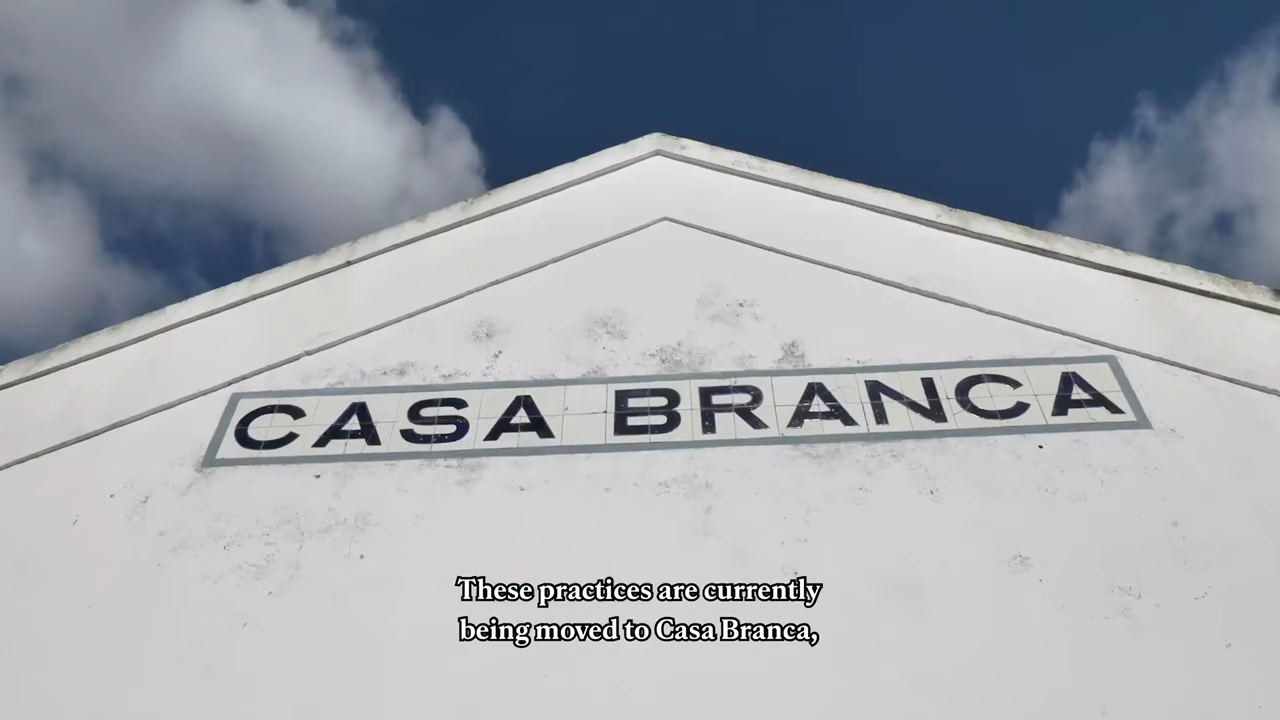 CASA BRANCA
These practices are currently
being moved to Casa Branca,